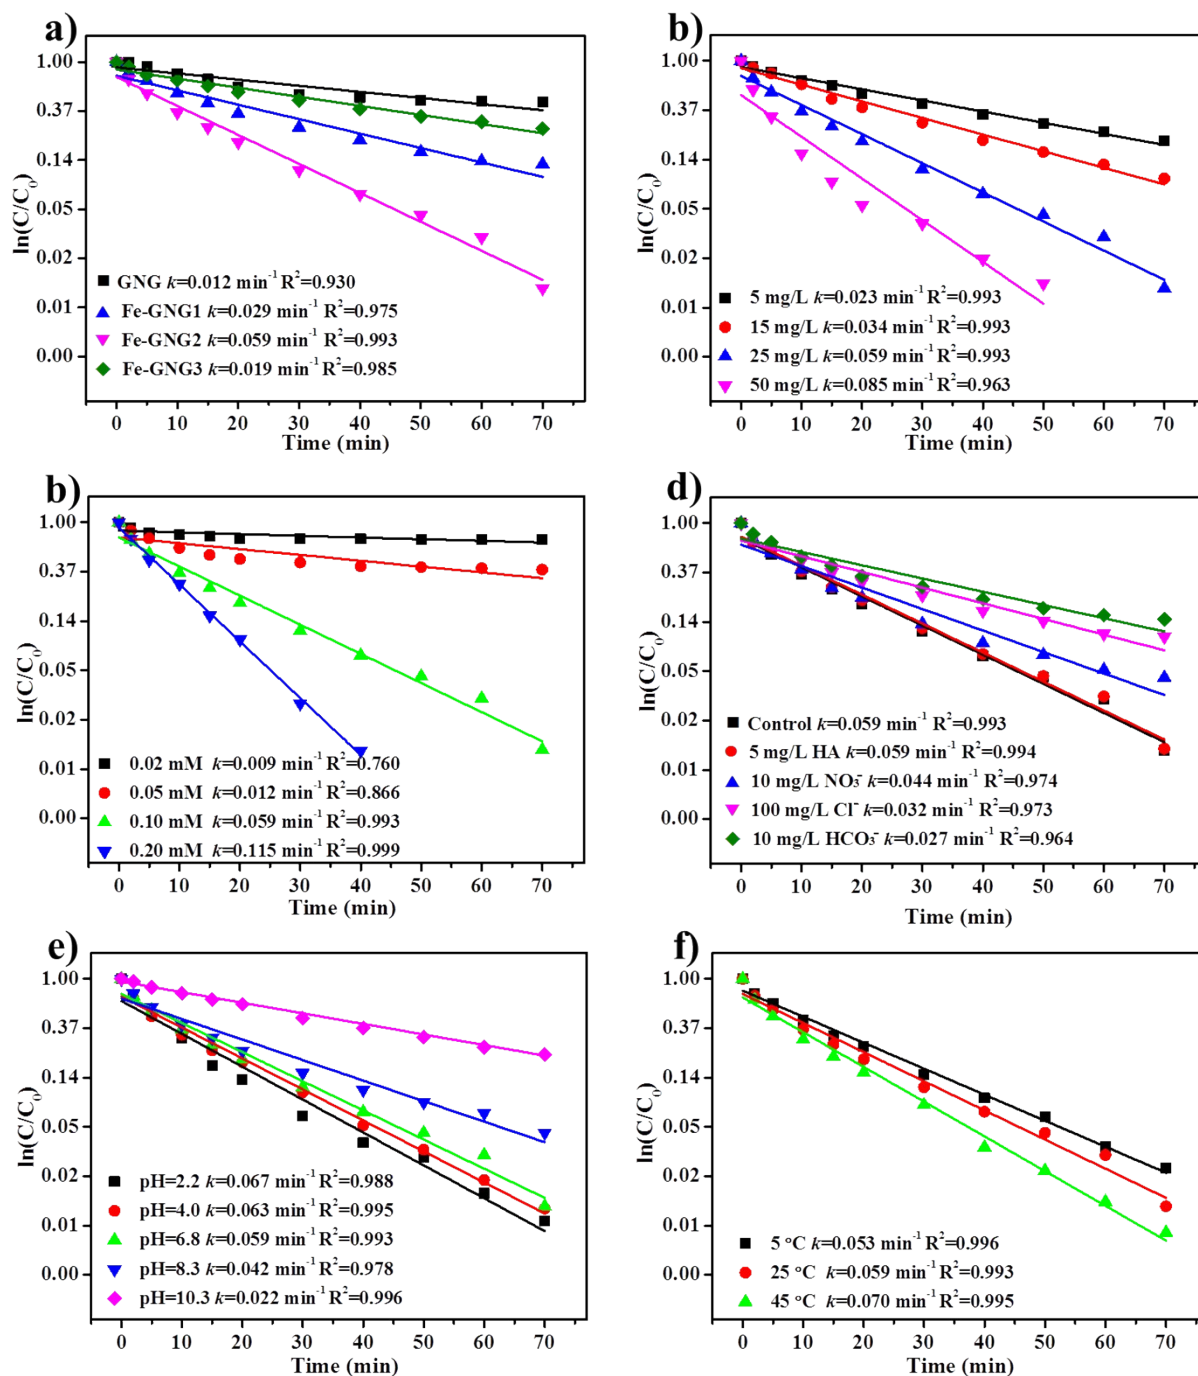 a)
ln(C/C₀)
1.00
0.37
0.14
0.05
0.02
0.01
0.00
GNG k=0.012 min⁻¹ R²=0.930
Fe-GNG1 k=0.029 min⁻¹ R²=0.975
Fe-GNG2 k=0.059 min⁻¹ R²=0.993
Fe-GNG3 k=0.019 min⁻¹ R²=0.985
0 10 20 30 40 50 60 70
Time (min)
b)
ln(C/C₀)
1.00
0.37
0.14
0.05
0.02
0.01
0.00
5 mg/L k=0.023 min⁻¹ R²=0.993
15 mg/L k=0.034 min⁻¹ R²=0.993
25 mg/L k=0.059 min⁻¹ R²=0.993
50 mg/L k=0.085 min⁻¹ R²=0.963
0 10 20 30 40 50 60 70
Time (min)
b)
ln(C/C₀)
1.00
0.37
0.14
0.05
0.02
0.01
0.00
0.02 mM k=0.009 min⁻¹ R²=0.760
0.05 mM k=0.012 min⁻¹ R²=0.866
0.10 mM k=0.059 min⁻¹ R²=0.993
0.20 mM k=0.115 min⁻¹ R²=0.999
0 10 20 30 40 50 60 70
Time (min)
d)
ln(C/C₀)
1.00
0.37
0.14
0.05
0.02
0.01
0.00
Control k=0.059 min⁻¹ R²=0.993
5 mg/L HA k=0.059 min⁻¹ R²=0.994
10 mg/L NO₃⁻ k=0.044 min⁻¹ R²=0.974
100 mg/L Cl⁻ k=0.032 min⁻¹ R²=0.973
10 mg/L HCO₃⁻ k=0.027 min⁻¹ R²=0.964
0 10 20 30 40 50 60 70
Time (min)
e)
ln(C/C₀)
1.00
0.37
0.14
0.05
0.02
0.01
0.00
pH=2.2 k=0.067 min⁻¹ R²=0.988
pH=4.0 k=0.063 min⁻¹ R²=0.995
pH=6.8 k=0.059 min⁻¹ R²=0.993
pH=8.3 k=0.042 min⁻¹ R²=0.978
pH=10.3 k=0.022 min⁻¹ R²=0.996
0 10 20 30 40 50 60 70
Time (min)
f)
ln(C/C₀)
1.00
0.37
0.14
0.05
0.02
0.01
0.00
5 °C k=0.053 min⁻¹ R²=0.996
25 °C k=0.059 min⁻¹ R²=0.993
45 °C k=0.070 min⁻¹ R²=0.995
0 10 20 30 40 50 60 70
Time (min)